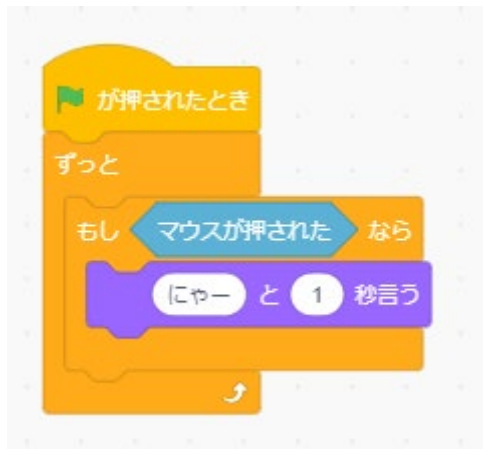 が押されたとき
ずっと
もし マウスが押された なら
にゃー と 1 秒言う